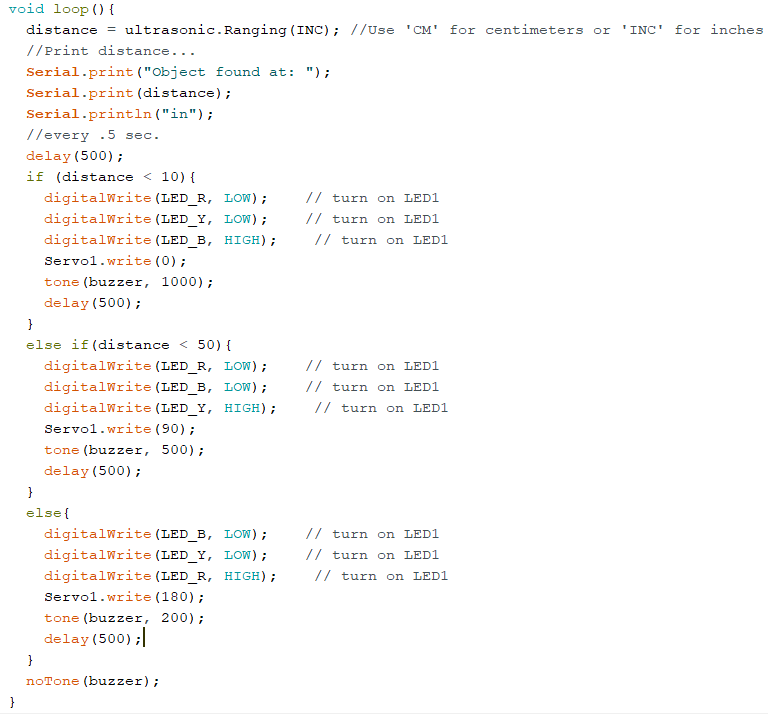 void loop(){
  distance = ultrasonic.Ranging(INC); //Use 'CM' for centimeters or 'INC' for inches
  //Print distance...
  Serial.print("Object found at: ");
  Serial.print(distance);
  Serial.println("in");
  //every .5 sec.
  delay(500);
  if (distance < 10){
    digitalWrite(LED_R, LOW);    // turn on LED1
    digitalWrite(LED_Y, LOW);    // turn on LED1
    digitalWrite(LED_B, HIGH);    // turn on LED1
    Servo1.write(0);
    tone(buzzer, 1000);
    delay(500);
  }
  else if(distance < 50){
    digitalWrite(LED_R, LOW);    // turn on LED1
    digitalWrite(LED_B, LOW);    // turn on LED1
    digitalWrite(LED_Y, HIGH);    // turn on LED1
    Servo1.write(90);
    tone(buzzer, 500);
    delay(500);
  }
  else{
    digitalWrite(LED_B, LOW);    // turn on LED1
    digitalWrite(LED_Y, LOW);    // turn on LED1
    digitalWrite(LED_R, HIGH);    // turn on LED1
    Servo1.write(180);
    tone(buzzer, 200);
    delay(500);
  }
  noTone(buzzer);
}